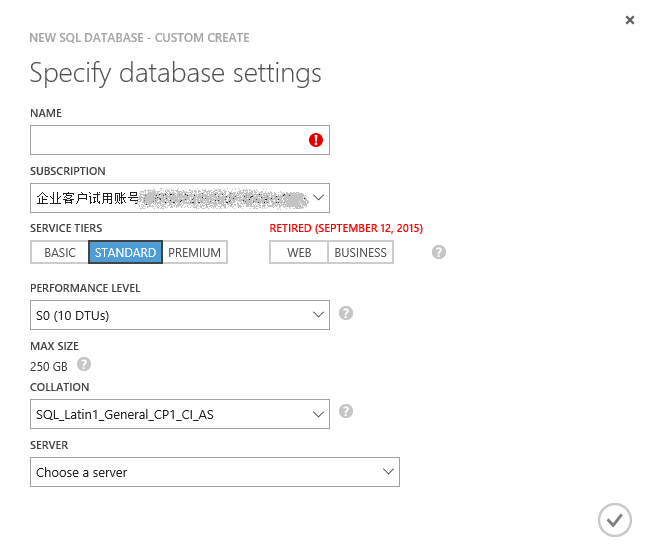 NEW SQL DATABASE - CUSTOM CREATE
Specify database settings
NAME
SUBSCRIPTION
企业客户试用账号
SERVICE TIERS
RETIRED (SEPTEMBER 12, 2015)
BASIC STANDARD PREMIUM WEB BUSINESS
PERFORMANCE LEVEL
S0 (10 DTUs)
MAX SIZE
250 GB
COLLATION
SQL_Latin1_General_CP1_CI_AS
SERVER
Choose a server